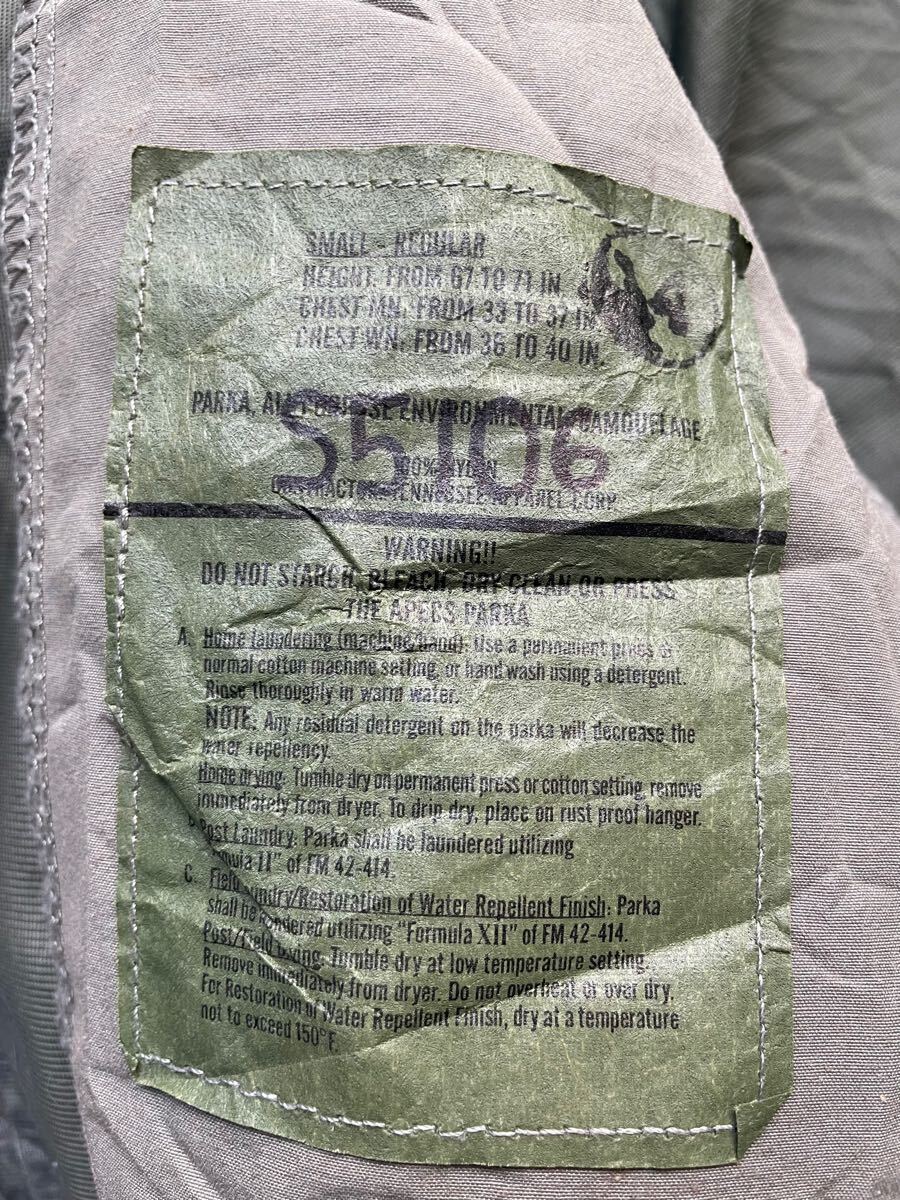 SMALL - REGULAR
HEIGHT: FROM 67 TO 71 IN
CHEST MN. FROM 33 TO 37 IN
CHEST WN. FROM 36 TO 40 IN.
PARKA, ALL PURPOSE ENVIRONMENTAL CAMOUFLAGE
S5106
100% NYLON
CONTRACTOR: TENNESSEE APPAREL CORP
WARNING!!
DO NOT STARCH, BLEACH, DRY CLEAN OR PRESS
THE APECS PARKA
A. Home laundering (machine/hand): Use a permanent press or
normal cotton machine setting, or hand wash using a detergent.
Rinse thoroughly in warm water.
NOTE: Any residual detergent on the parka will decrease the
water repellency.
Home drying: Tumble dry on permanent press or cotton setting, remove
immediately from dryer. To drip dry, place on rust proof hanger.
Post Laundry: Parka shall be laundered utilizing
"Formula II" of FM 42-414.
C. Field Laundry/Restoration of Water Repellent Finish: Parka
shall be laundered utilizing "Formula XII" of FM 42-414.
Post/Field Drying: Tumble dry at low temperature setting.
Remove immediately from dryer. Do not overheat or over dry.
For Restoration of Water Repellent Finish, dry at a temperature
not to exceed 150°F.